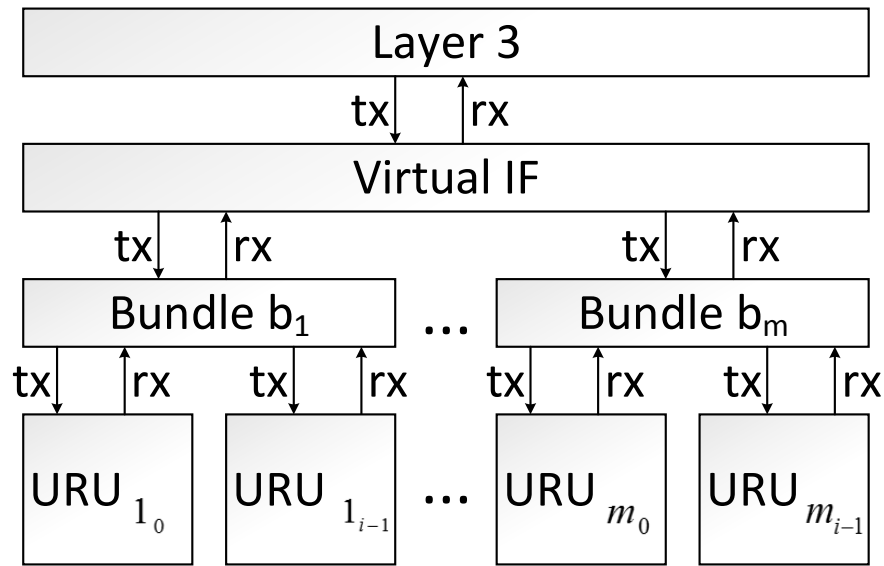 Layer 3
tx rx
Virtual IF
tx rx tx rx
Bundle b₁ ... Bundle bₘ
tx rx tx rx tx rx tx rx
URU 1₀ URU 1ᵢ₋₁ ... URU m₀ URU mᵢ₋₁